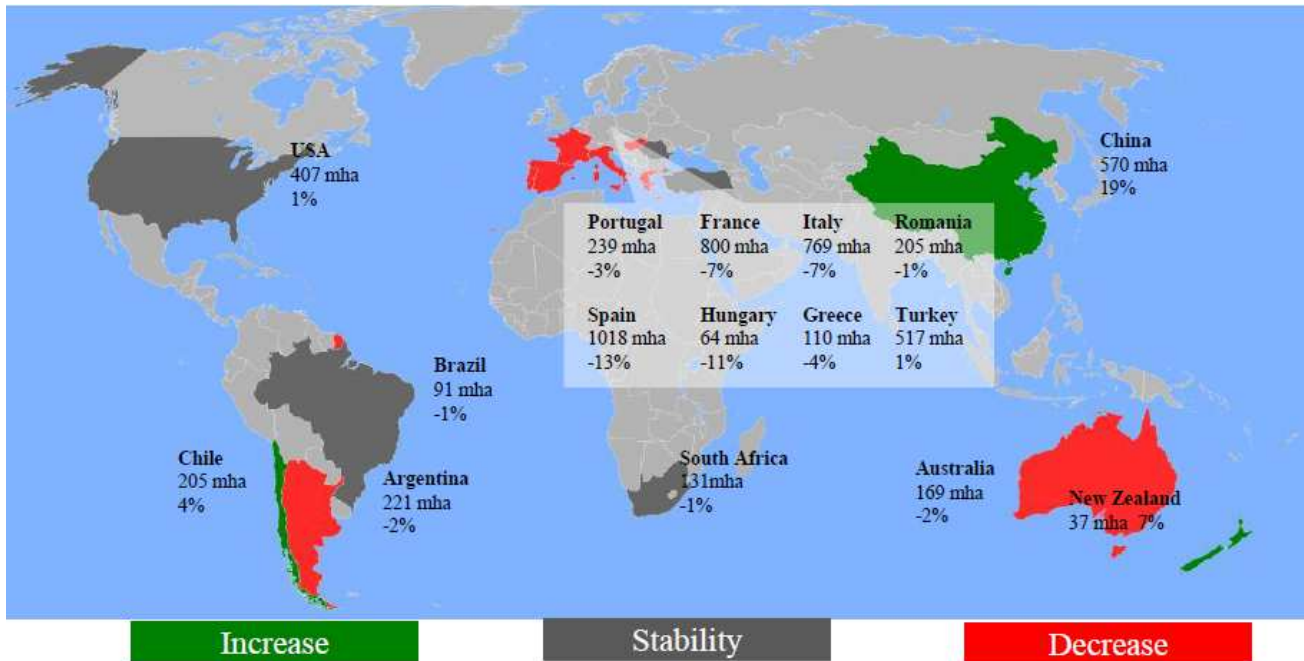 USA
407 mha
1%
China
570 mha
19%
Portugal
239 mha
-3%
France
800 mha
-7%
Italy
769 mha
-7%
Romania
205 mha
-1%
Spain
1018 mha
-13%
Hungary
64 mha
-11%
Greece
110 mha
-4%
Turkey
517 mha
1%
Brazil
91 mha
-1%
Chile
205 mha
4%
Argentina
221 mha
-2%
South Africa
131mha
-1%
Australia
169 mha
-2%
New Zealand
37 mha 7%
Increase
Stability
Decrease